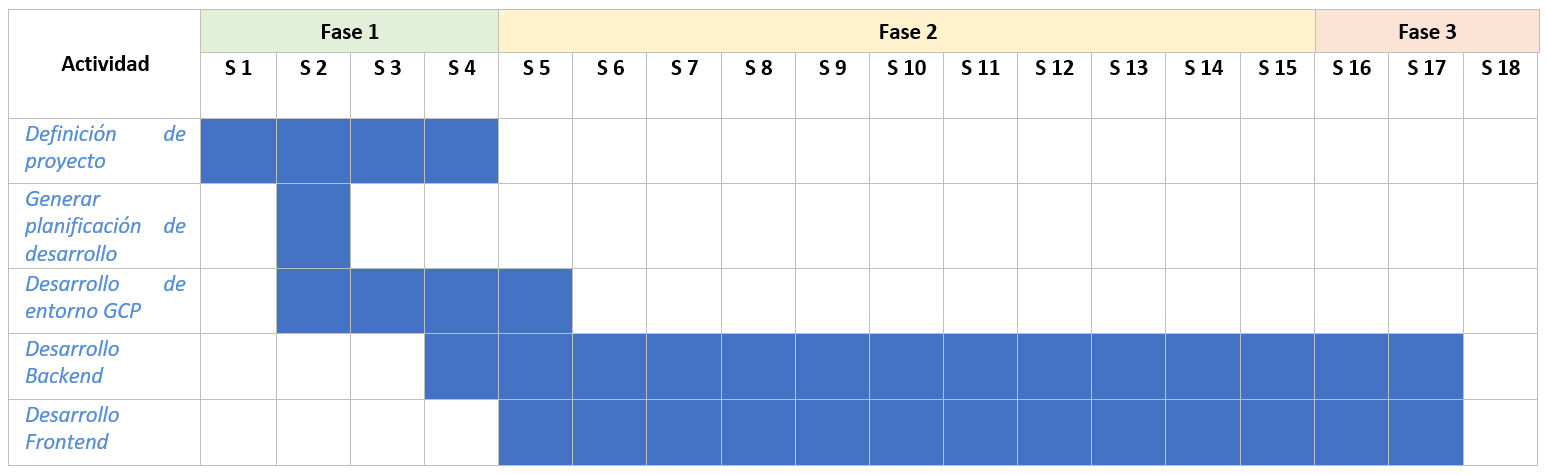 Fase 1 Fase 2 Fase 3
Actividad
S 1 S 2 S 3 S 4 S 5 S 6 S 7 S 8 S 9 S 10 S 11 S 12 S 13 S 14 S 15 S 16 S 17 S 18
Definición de
proyecto
Generar
planificación de
desarrollo
Desarrollo de
entorno GCP
Desarrollo
Backend
Desarrollo
Frontend